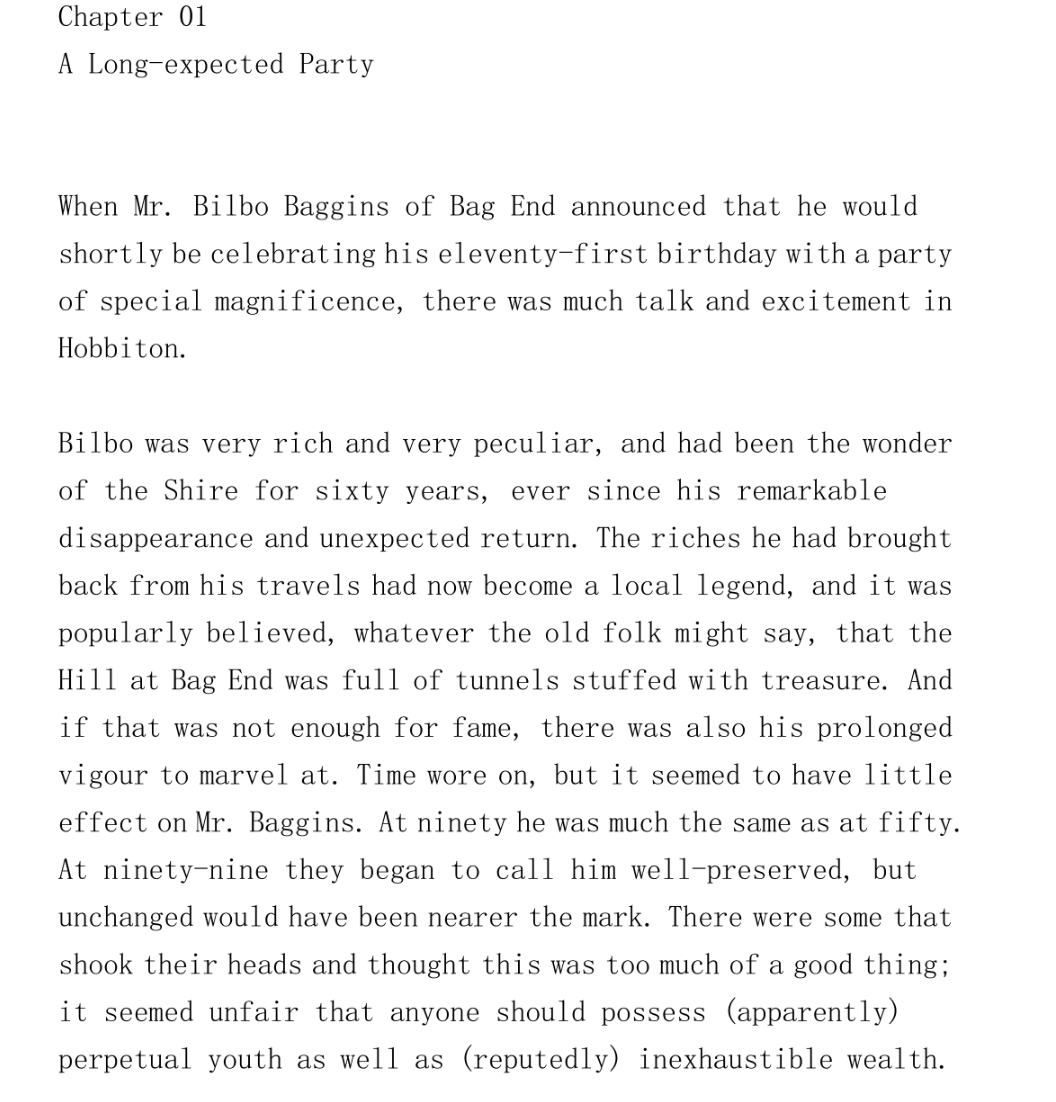 Chapter 01
A Long-expected Party
When Mr. Bilbo Baggins of Bag End announced that he would
shortly be celebrating his eleventy-first birthday with a party
of special magnificence, there was much talk and excitement in
Hobbiton.
Bilbo was very rich and very peculiar, and had been the wonder
of the Shire for sixty years, ever since his remarkable
disappearance and unexpected return. The riches he had brought
back from his travels had now become a local legend, and it was
popularly believed, whatever the old folk might say, that the
Hill at Bag End was full of tunnels stuffed with treasure. And
if that was not enough for fame, there was also his prolonged
vigour to marvel at. Time wore on, but it seemed to have little
effect on Mr. Baggins. At ninety he was much the same as at fifty.
At ninety-nine they began to call him well-preserved, but
unchanged would have been nearer the mark. There were some that
shook their heads and thought this was too much of a good thing;
it seemed unfair that anyone should possess (apparently)
perpetual youth as well as (reputedly) inexhaustible wealth.